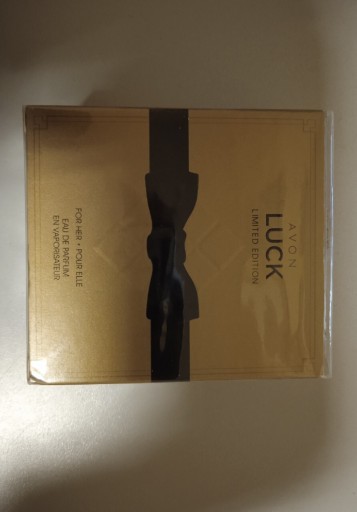 AVON
LUCK
LIMITED EDITION
FOR HER • POUR ELLE
EAU DE PARFUM
EN VAPORISATEUR